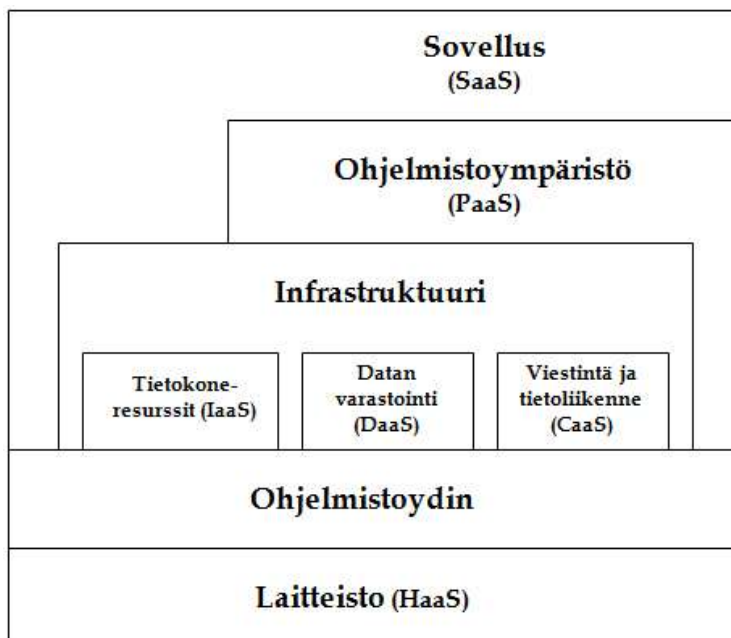 Sovellus
(SaaS)
Ohjelmistoympäristö
(PaaS)
Infrastruktuuri
Tietokone-
resurssit (IaaS)
Datan
varastointi
(DaaS)
Viestintä ja
tietoliikenne
(CaaS)
Ohjelmistoydin
Laitteisto (HaaS)